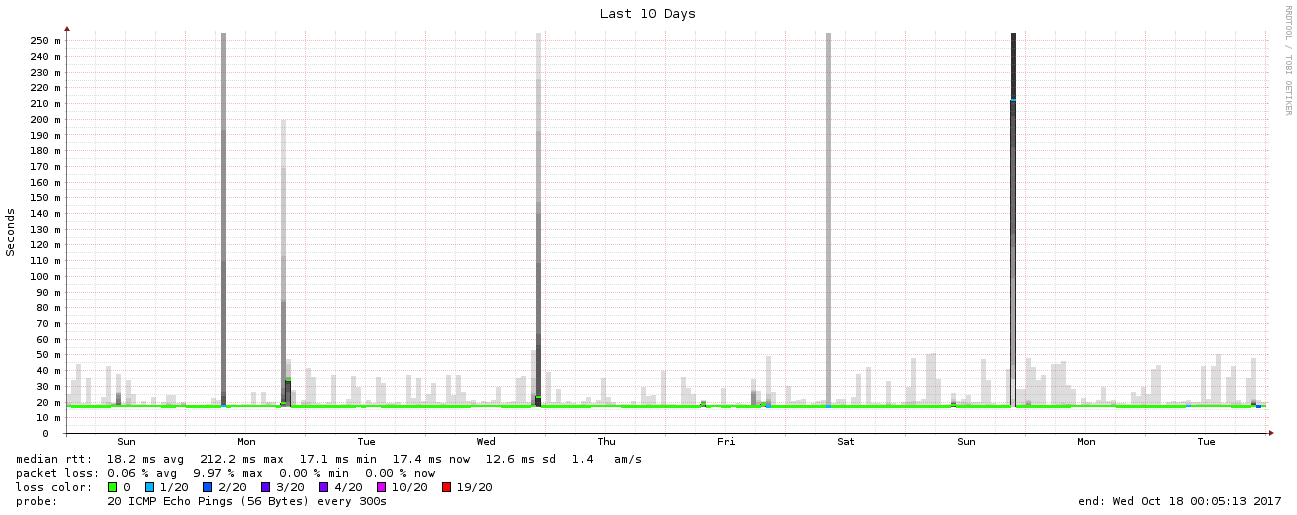 Last 10 Days
RRDTOOL / TOBI OETIKER
Seconds
250 m
240 m
230 m
220 m
210 m
200 m
190 m
180 m
170 m
160 m
150 m
140 m
130 m
120 m
110 m
100 m
90 m
80 m
70 m
60 m
50 m
40 m
30 m
20 m
10 m
0
Sun Mon Tue Wed Thu Fri Sat Sun Mon Tue
median rtt: 18.2 ms avg 212.2 ms max 17.1 ms min 17.4 ms now 12.6 ms sd 1.4 am/s
packet loss: 0.06 % avg 9.97 % max 0.00 % min 0.00 % now
loss color: 0 1/20 2/20 3/20 4/20 10/20 19/20
probe: 20 ICMP Echo Pings (56 Bytes) every 300s end: Wed Oct 18 00:05:13 2017